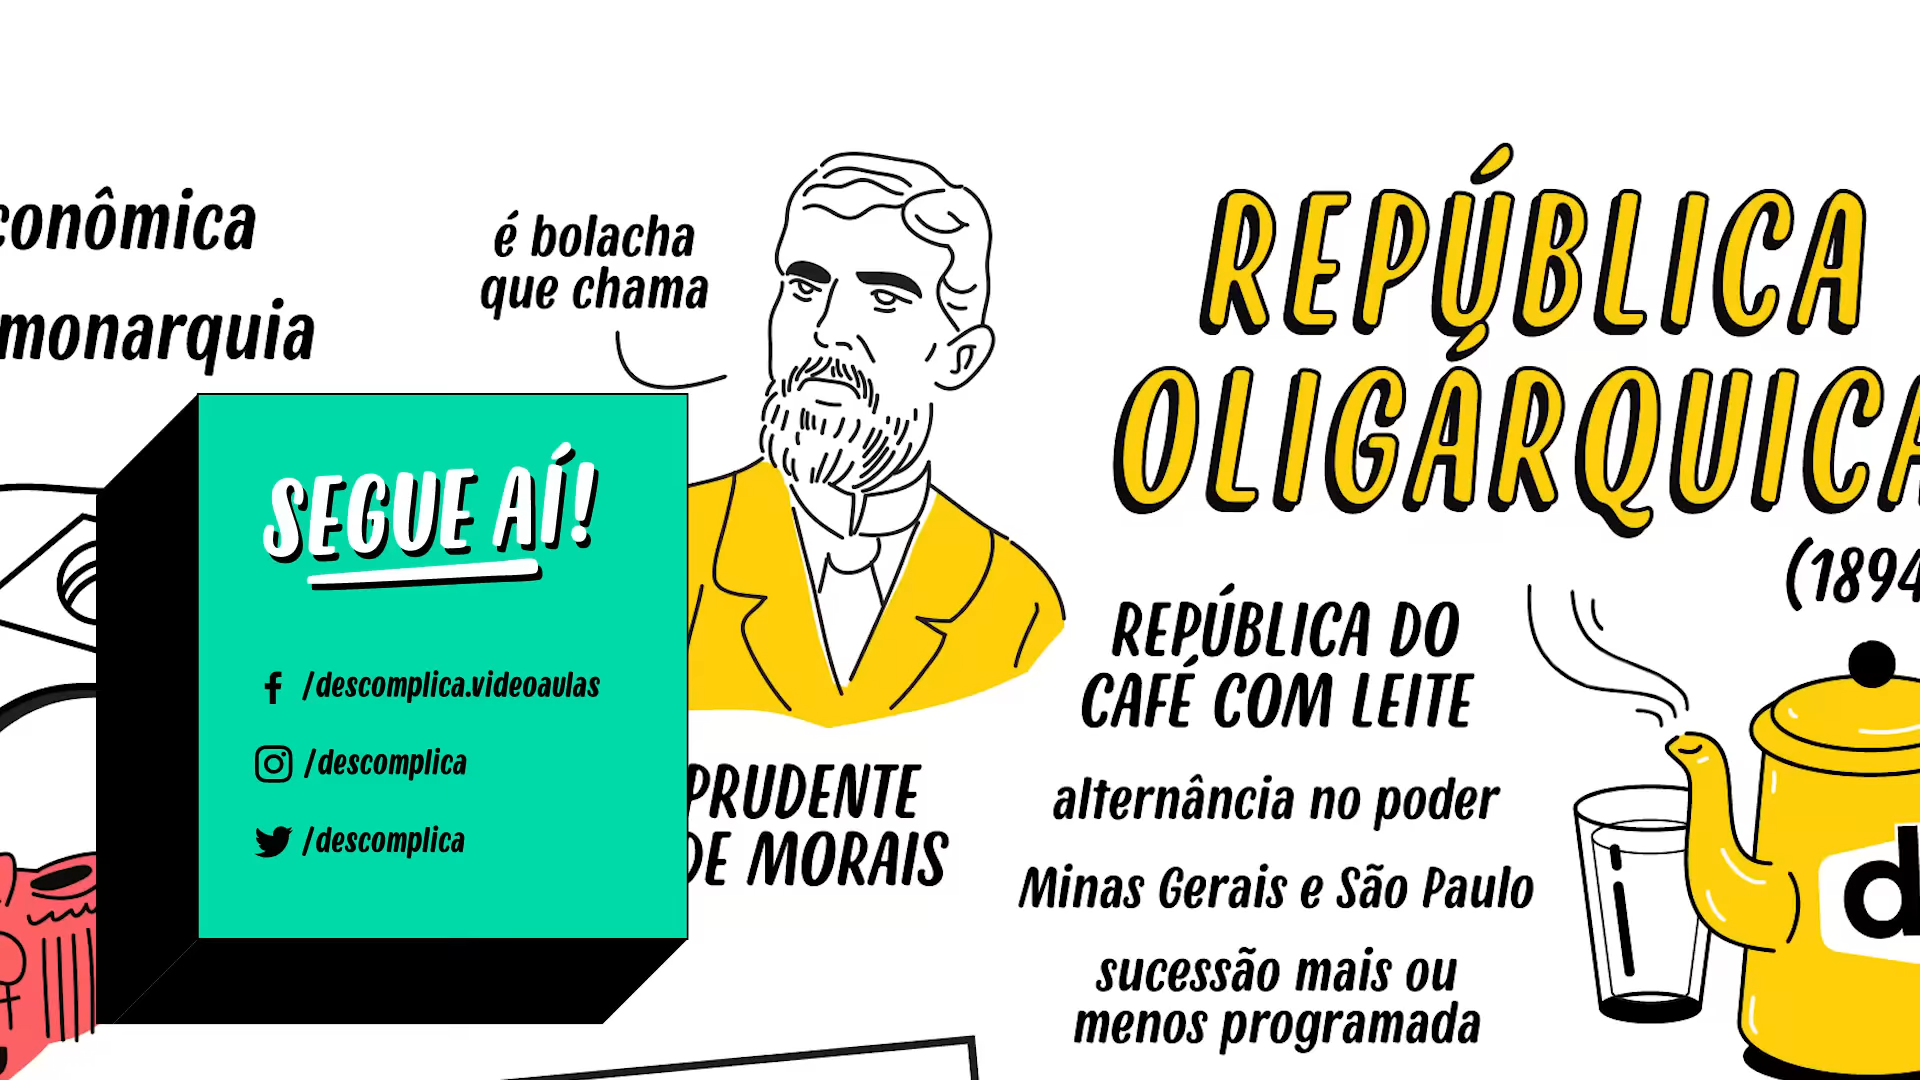 conômica
monarquia
é bolacha
que chama
SEGUE AÍ!
/descomplica.videoaulas
/descomplica
/descomplica
PRUDENTE
DE MORAIS
REPÚBLICA
OLIGÁRQUICA
(1894
REPÚBLICA DO
CAFÉ COM LEITE
alternância no poder
Minas Gerais e São Paulo
sucessão mais ou
menos programada
d